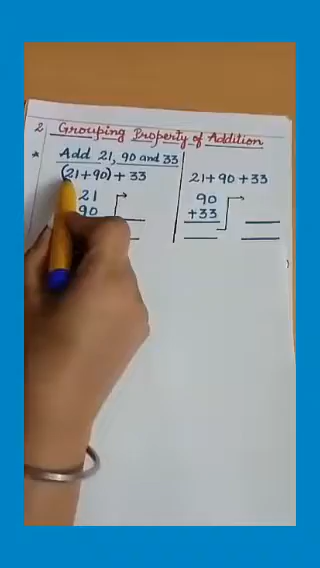 2 Grouping Property of Addition
* Add 21, 90 and 33
(21+90) + 33
21
90
21+90+33
90
+33